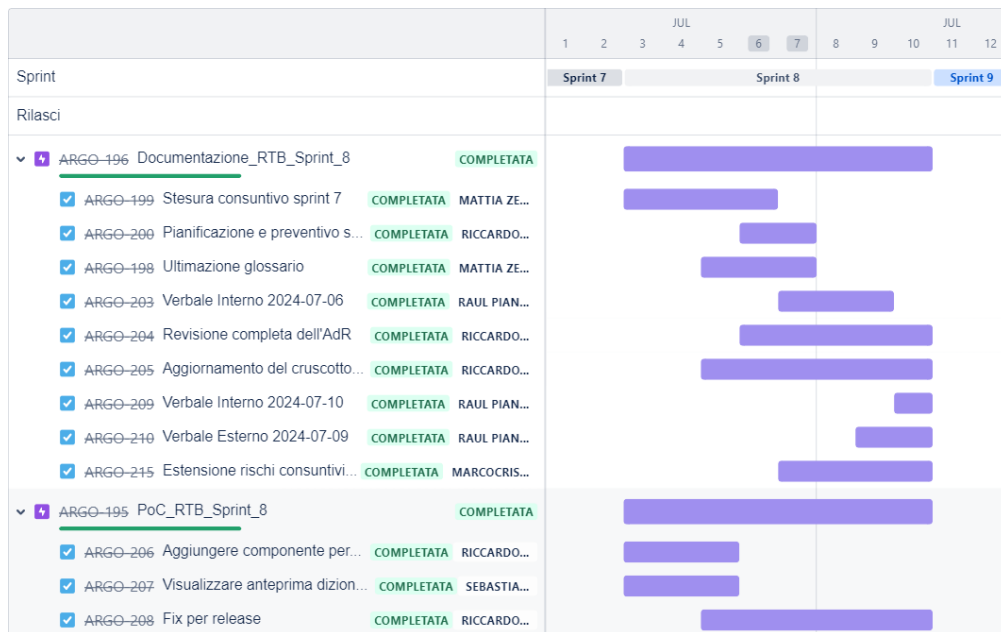 JUL JUL
1 2 3 4 5 6 7 8 9 10 11 12
Sprint Sprint 7 Sprint 8 Sprint 9
Rilasci
ARGO-196 Documentazione_RTB_Sprint_8 COMPLETATA
ARGO-199 Stesura consuntivo sprint 7 COMPLETATA MATTIA ZE...
ARGO-200 Pianificazione e preventivo s... COMPLETATA RICCARDO...
ARGO-198 Ultimazione glossario COMPLETATA MATTIA ZE...
ARGO-203 Verbale Interno 2024-07-06 COMPLETATA RAUL PIAN...
ARGO-204 Revisione completa dell'AdR COMPLETATA RICCARDO...
ARGO-205 Aggiornamento del cruscotto... COMPLETATA RICCARDO...
ARGO-209 Verbale Interno 2024-07-10 COMPLETATA RAUL PIAN...
ARGO-210 Verbale Esterno 2024-07-09 COMPLETATA RAUL PIAN...
ARGO-215 Estensione rischi consuntivi... COMPLETATA MARCOCRIS...
ARGO-195 PoC_RTB_Sprint_8 COMPLETATA
ARGO-206 Aggiungere componente per... COMPLETATA RICCARDO...
ARGO-207 Visualizzare anteprima dizion... COMPLETATA SEBASTIA...
ARGO-208 Fix per release COMPLETATA RICCARDO...